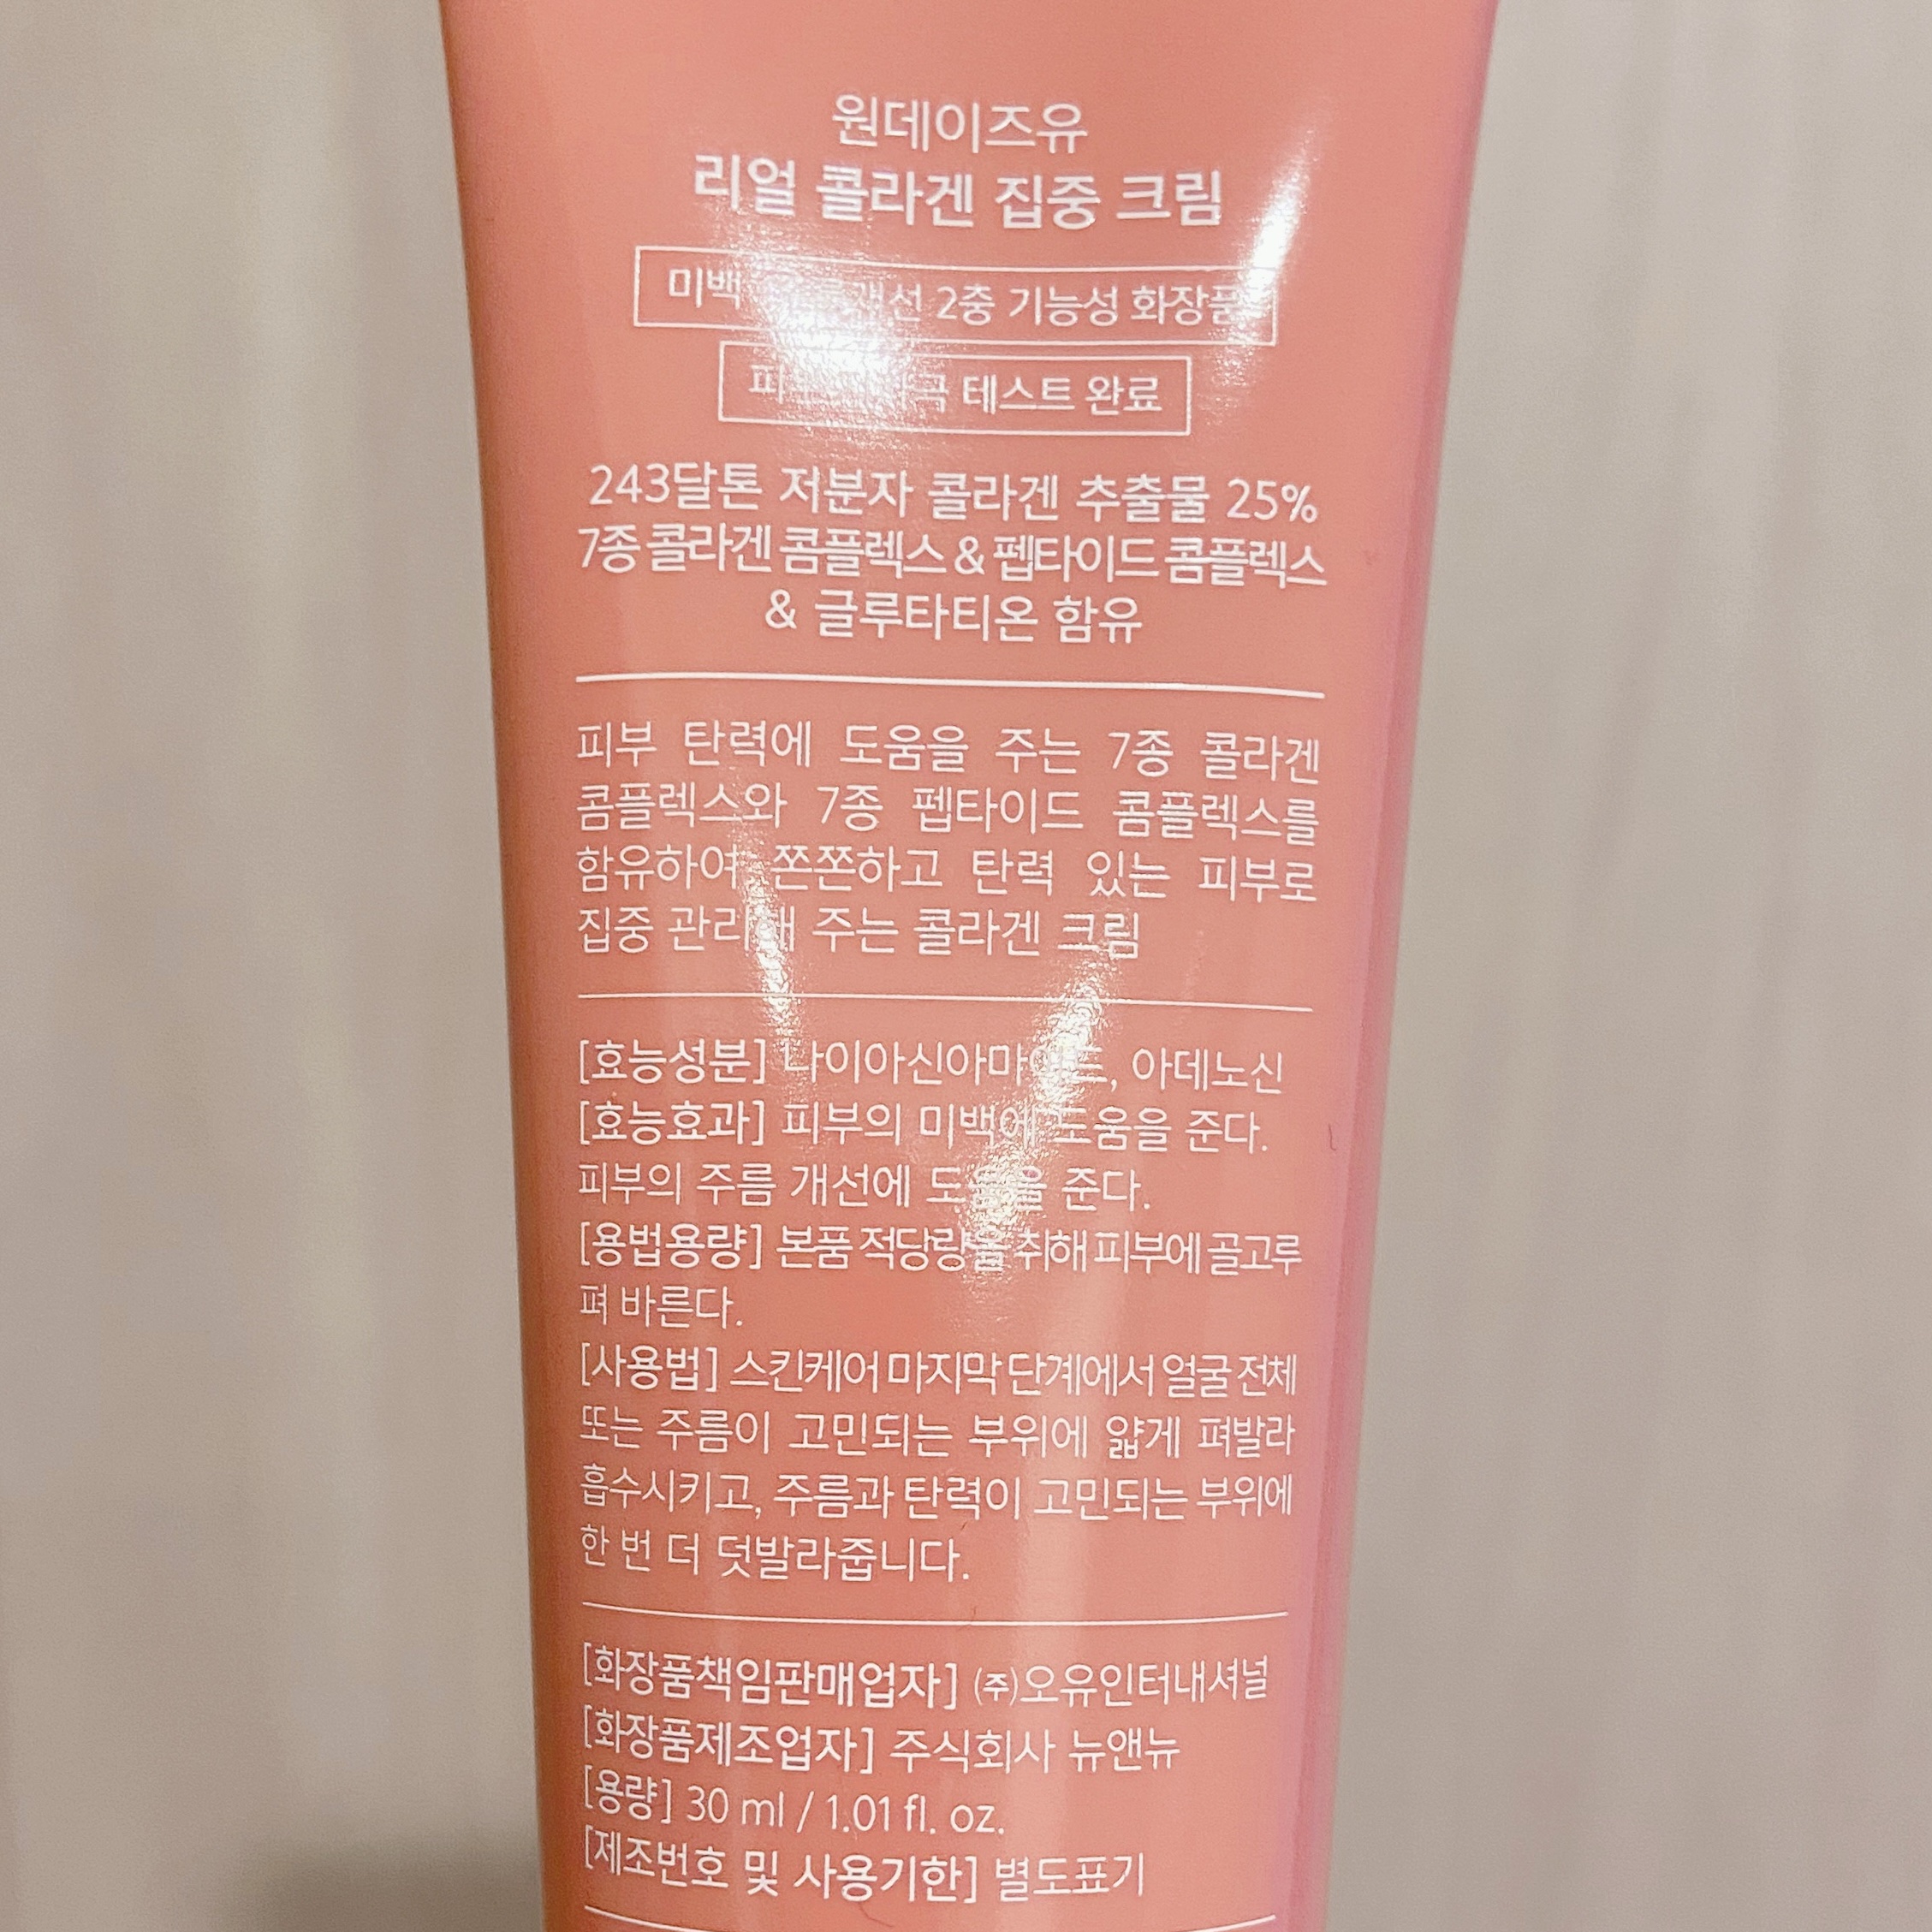 원데이즈유
리얼 콜라겐 집중 크림
미백 2중 기능성 화장품
테스트 완료
243달톤 저분자 콜라겐 추출물 25%
7종 콜라겐 콤플렉스 & 펩타이드 콤플렉스
& 글루타티온 함유
피부 탄력에 도움을 주는 7종 콜라겐
콤플렉스와 7종 펩타이드 콤플렉스를
함유하여 쫀쫀하고 탄력 있는 피부로
집중 관리해 주는 콜라겐 크림
[효능성분] 나이아신아마이드, 아데노신
[효능효과] 피부의 미백에 도움을 준다.
피부의 주름 개선에 도움을 준다.
[용법용량] 본품 적당량을 취해 피부에 골고루
펴 바른다.
[사용법] 스킨케어 마지막 단계에서 얼굴 전체
또는 주름이 고민되는 부위에 얇게 펴발라
흡수시키고, 주름과 탄력이 고민되는 부위에
한 번 더 덧발라줍니다.
[화장품책임판매업자] ㈜오유인터내셔널
[화장품제조업자] 주식회사 뉴앤뉴
[용량] 30 ml / 1.01 fl. oz.
[제조번호 및 사용기한] 별도표기